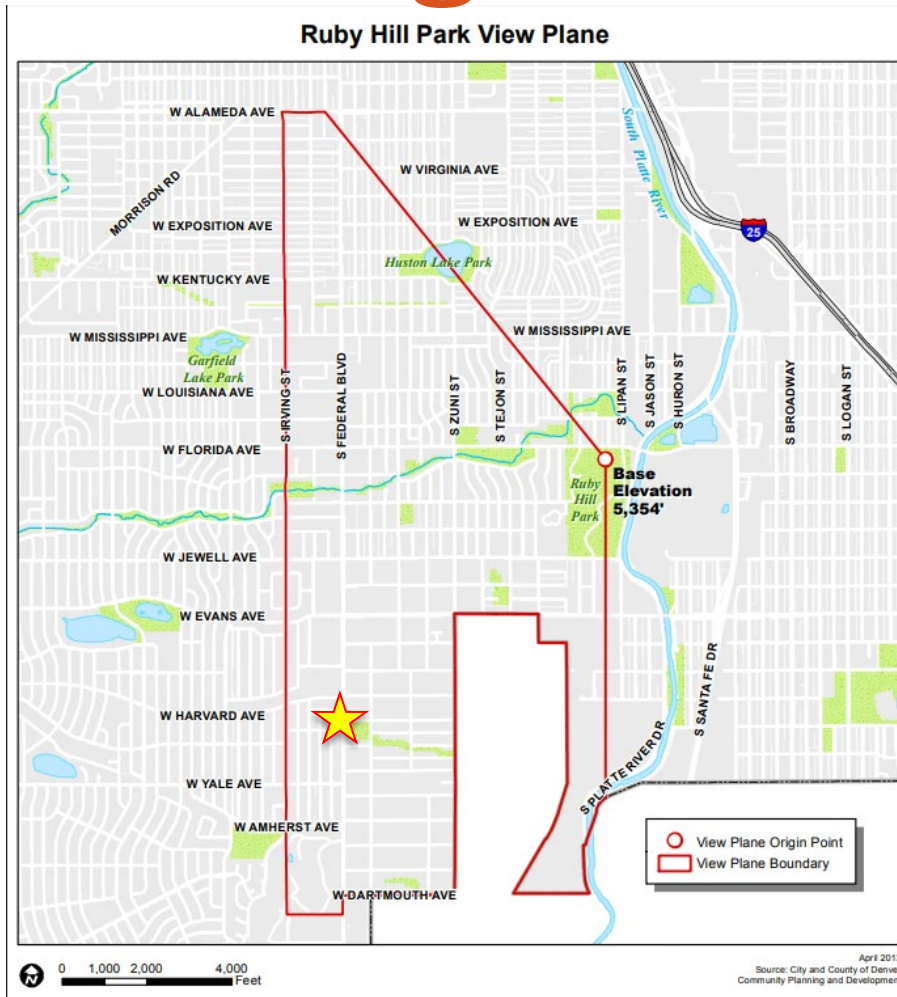 Ruby Hill Park View Plane
W ALAMEDA AVE
MORRISON RD
W VIRGINIA AVE
South Platte River
W EXPOSITION AVE
W EXPOSITION AVE
25
Huston Lake Park
W KENTUCKY AVE
W MISSISSIPPI AVE
W MISSISSIPPI AVE
Garfield
Lake Park
W LOUISIANA AVE
S IRVING ST
S FEDERAL BLVD
S ZUNI ST
S TEJON ST
S LIPAN ST
S JASON ST
S HURON ST
S BROADWAY
S LOGAN ST
W FLORIDA AVE
Base
Elevation
5,354'
Ruby
Hill
Park
W JEWELL AVE
W EVANS AVE
W HARVARD AVE
S SANTA FE DR
S PLATTE RIVER DR
W YALE AVE
W AMHERST AVE
View Plane Origin Point
View Plane Boundary
W DARTMOUTH AVE
0 1,000 2,000 4,000
Feet
April
Source: City and County of
Community Planning and